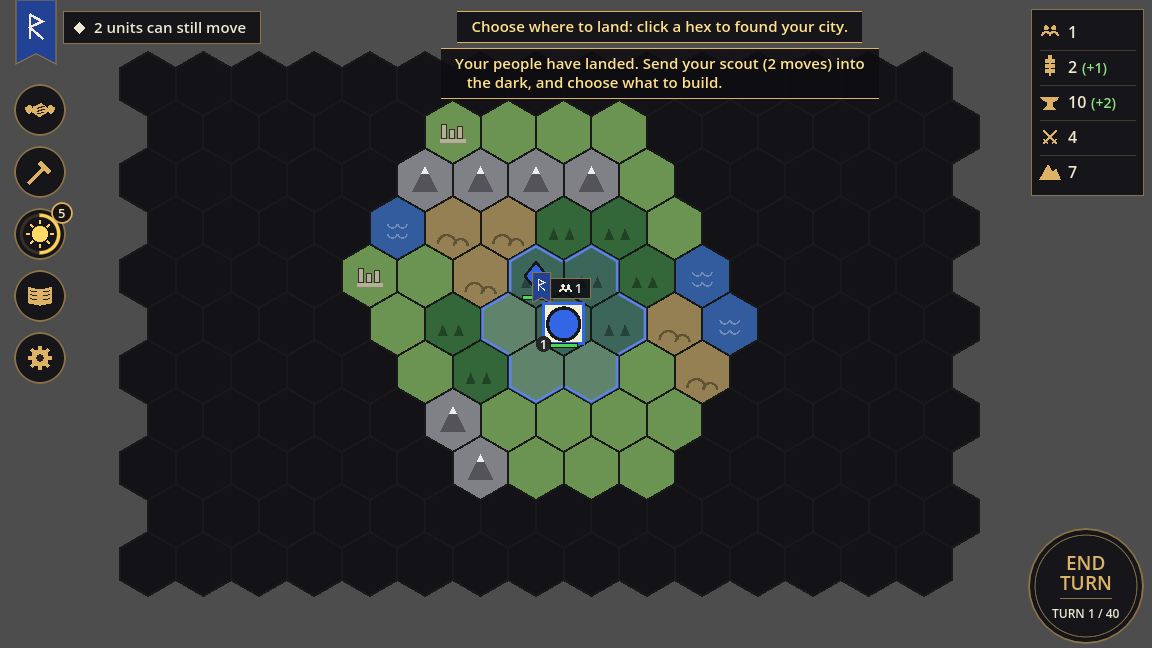 2 units can still move
Choose where to land: click a hex to found your city.
Your people have landed. Send your scout (2 moves) into
the dark, and choose what to build.
1
2 (+1)
10 (+2)
4
7
5
1
1
END
TURN
TURN 1 / 40